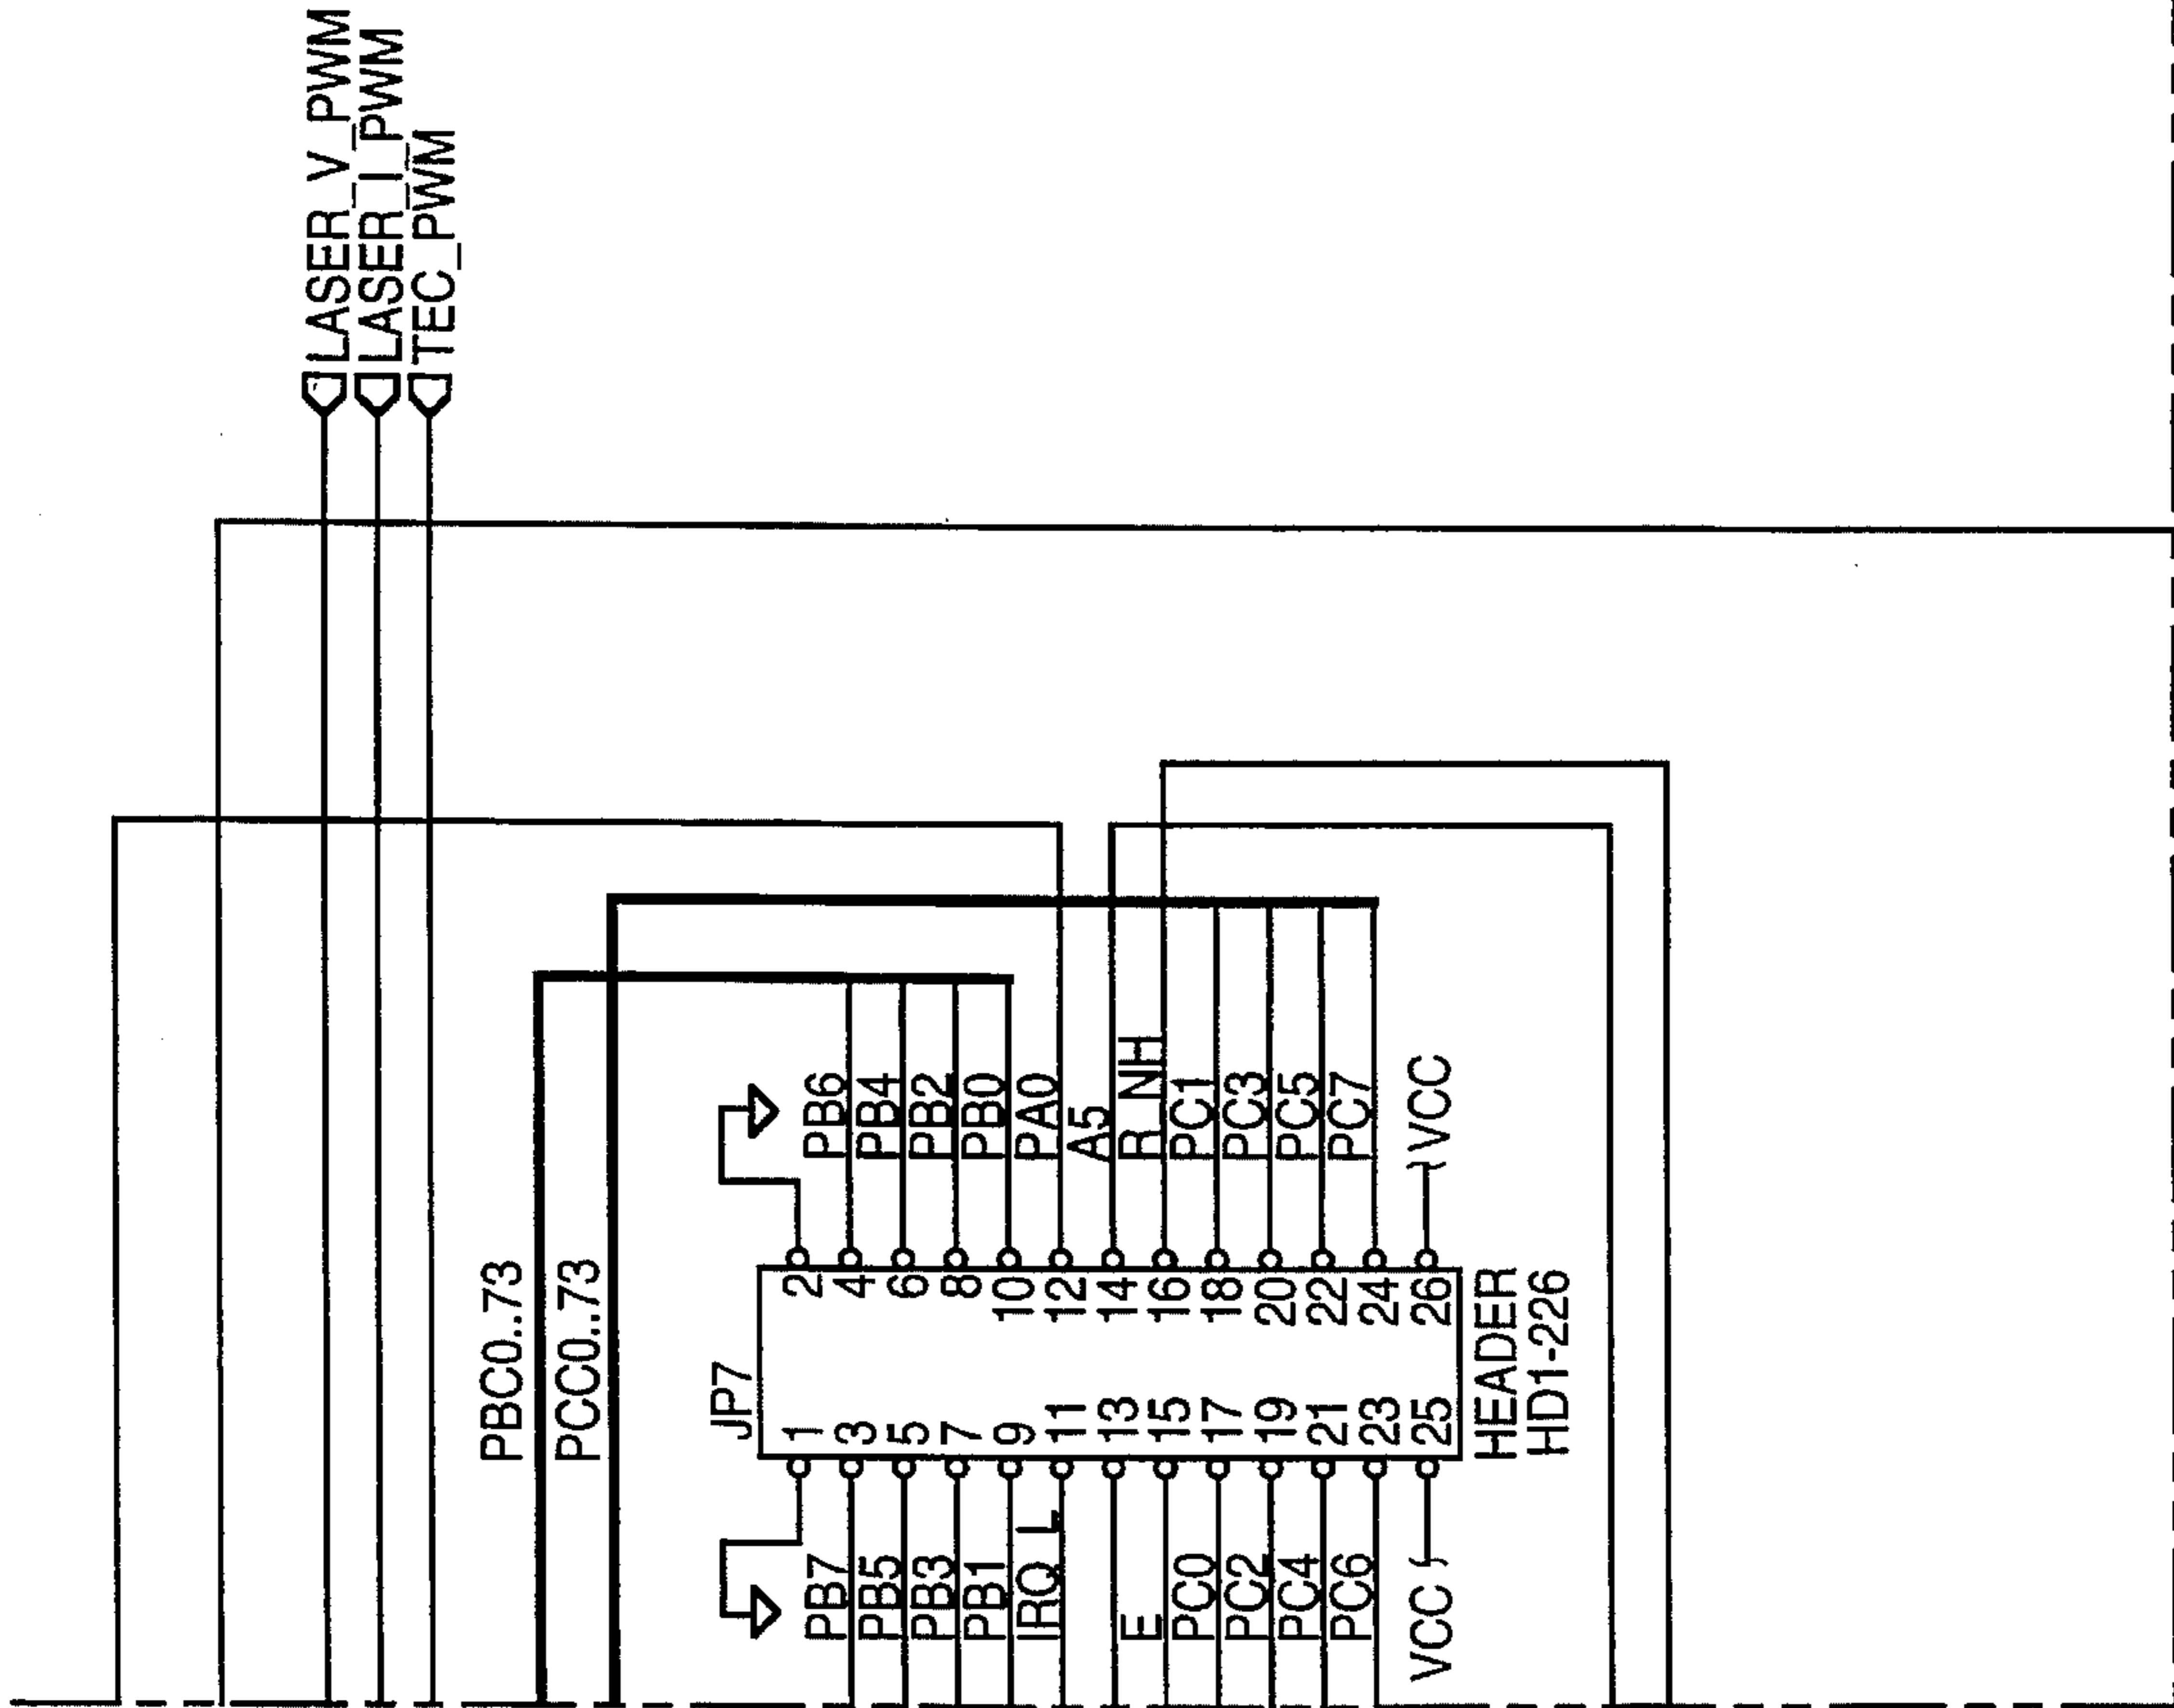 LASER_V_PWM
LASER_I_PWM
TEC_PWM
PBC0..73
PCC0..73
JP7
1 2
3 4
5 6
7 8
9 10
11 12
13 14
15 16
17 18
19 20
21 22
23 24
25 26
HEADER
HD1-226
PB7 PB6
PB5 PB4
PB3 PB2
PB1 PB0
IRQ_L PA0
A5
E R_NH
PC0 PC1
PC2 PC3
PC4 PC5
PC6 PC7
VCC VCC